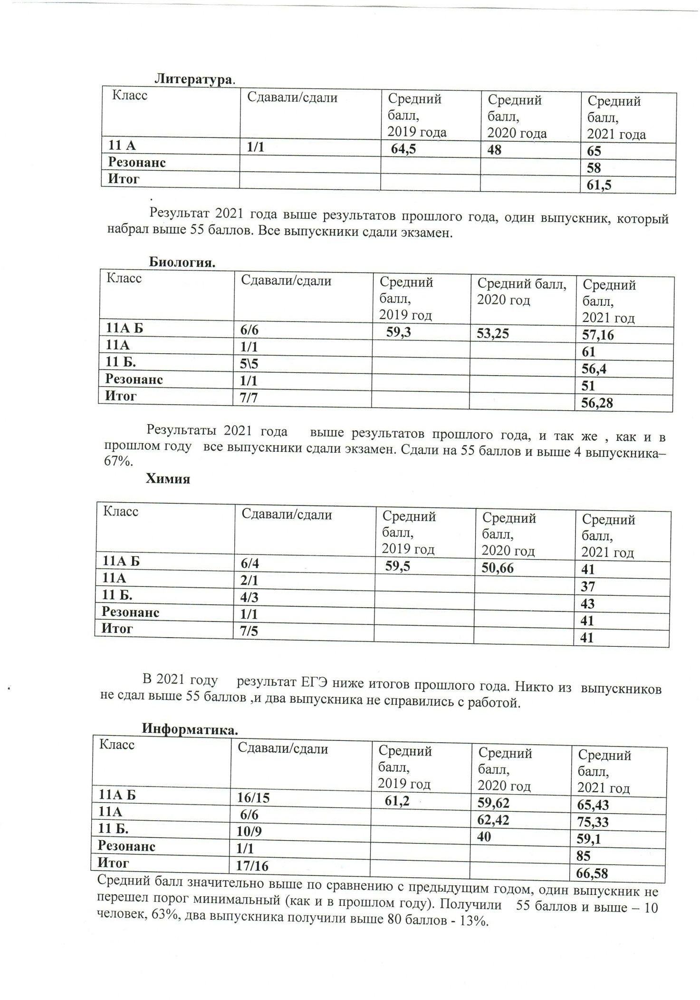 Литература.
Класс Сдавали/сдали Средний балл, 2019 года Средний балл, 2020 года Средний балл, 2021 года
11 А 1/1 64,5 48 65
Резонанс 58
Итог 61,5
.
Результат 2021 года выше результатов прошлого года, один выпускник, который
набрал выше 55 баллов. Все выпускники сдали экзамен.
Биология.
Класс Сдавали/сдали Средний балл, 2019 год Средний балл, 2020 год Средний балл, 2021 год
11А Б 6/6 59,3 53,25 57,16
11А 1/1 61
11 Б. 5\5 56,4
Резонанс 1/1 51
Итог 7/7 56,28
Результаты 2021 года выше результатов прошлого года, и так же , как и в
прошлом году все выпускники сдали экзамен. Сдали на 55 баллов и выше 4 выпускника–
67%.
Химия
Класс Сдавали/сдали Средний балл, 2019 год Средний балл, 2020 год Средний балл, 2021 год
11А Б 6/4 59,5 50,66 41
11А 2/1 37
11 Б. 4/3 43
Резонанс 1/1 41
Итог 7/5 41
В 2021 году результат ЕГЭ ниже итогов прошлого года. Никто из выпускников
не сдал выше 55 баллов ,и два выпускника не справились с работой.
Информатика.
Класс Сдавали/сдали Средний балл, 2019 год Средний балл, 2020 год Средний балл, 2021 год
11А Б 16/15 61,2 59,62 65,43
11А 6/6 62,42 75,33
11 Б. 10/9 40 59,1
Резонанс 1/1 85
Итог 17/16 66,58
Средний балл значительно выше по сравнению с предыдущим годом, один выпускник не
перешел порог минимальный (как и в прошлом году). Получили 55 баллов и выше – 10
человек, 63%, два выпускника получили выше 80 баллов - 13%.